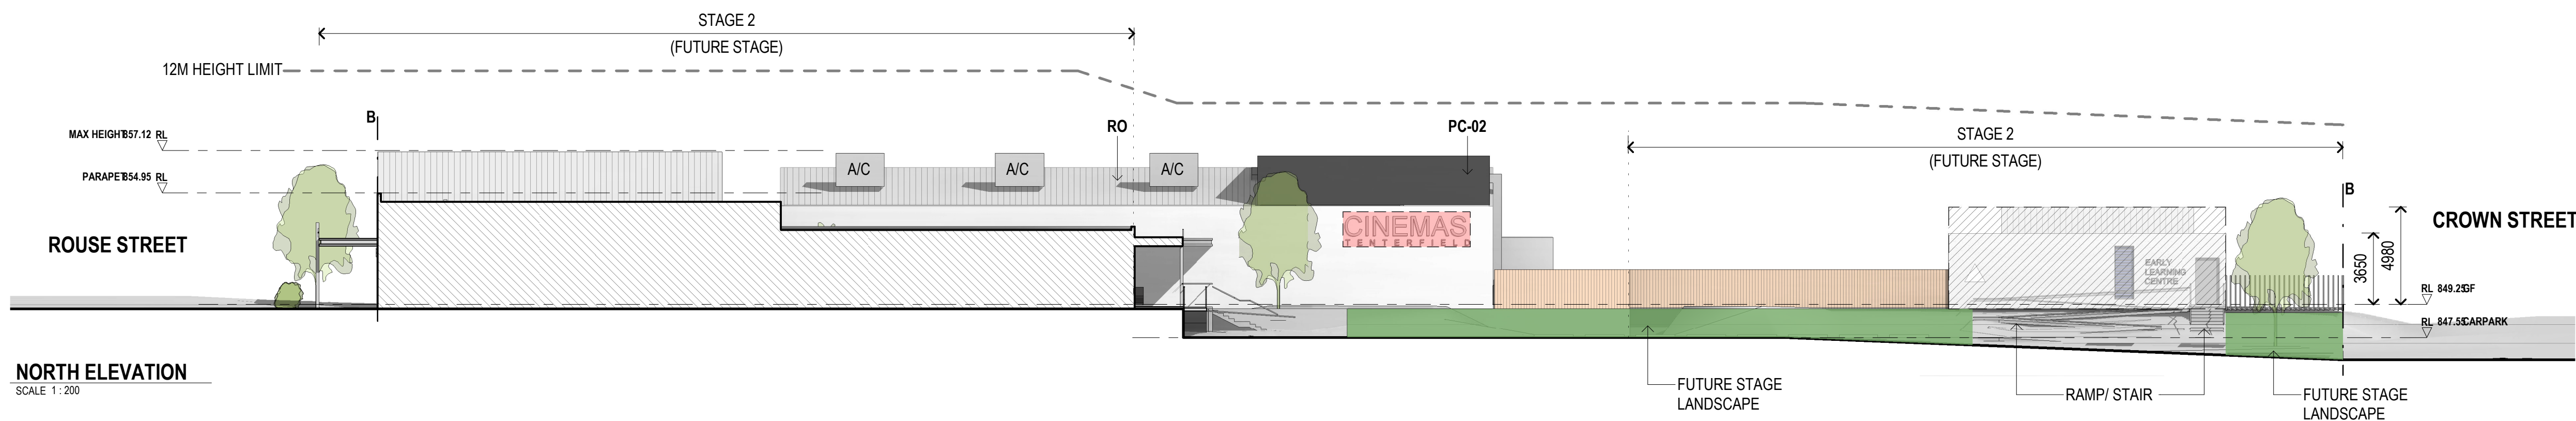 STAGE 2
(FUTURE STAGE)
12M HEIGHT LIMIT
B
MAX HEIGHT 857.12 RL
RO
PC-02
STAGE 2
(FUTURE STAGE)
A/C
A/C
A/C
PARAPET 854.95 RL
B
ROUSE STREET
CINEMAS
TENTERFIELD
CROWN STREET
3650
4980
EARLY
LEARNING
CENTRE
RL 849.25 GF
RL 847.55 CARPARK
NORTH ELEVATION
SCALE 1 : 200
FUTURE STAGE
LANDSCAPE
RAMP/ STAIR
FUTURE STAGE
LANDSCAPE